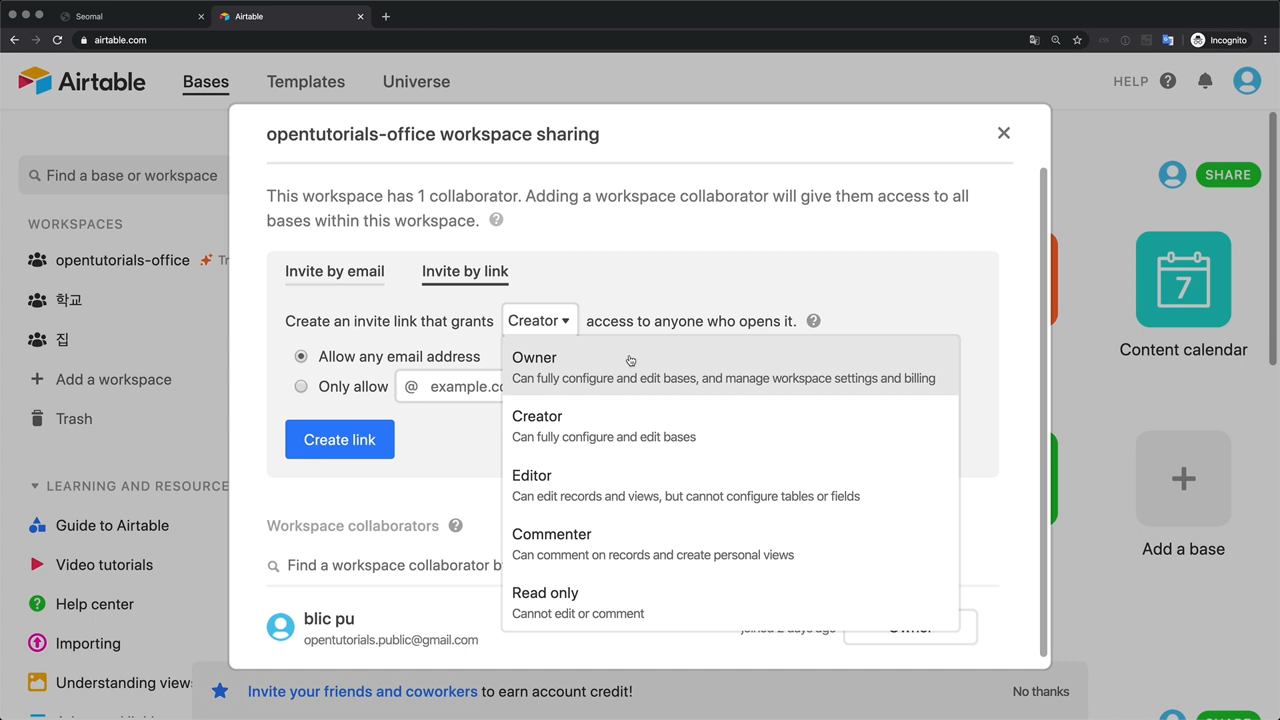 Seomal
Airtable
airtable.com
Incognito
Airtable
Bases
Templates
Universe
HELP
opentutorials-office workspace sharing
Find a base or workspace
SHARE
This workspace has 1 collaborator. Adding a workspace collaborator will give them access to all
bases within this workspace.
WORKSPACES
opentutorials-office
Invite by email
Invite by link
학교
7
Create an invite link that grants
Creator
access to anyone who opens it.
집
Allow any email address
Owner
Can fully configure and edit bases, and manage workspace settings and billing
Content calendar
Add a workspace
Only allow
@
Trash
Creator
Can fully configure and edit bases
Create link
Editor
Can edit records and views, but cannot configure tables or fields
LEARNING AND RESOURCE
Guide to Airtable
Workspace collaborators
Commenter
Can comment on records and create personal views
Add a base
Video tutorials
Find a workspace collaborator
Help center
Read only
Cannot edit or comment
blic pu
opentutorials.public@gmail.com
joined 2 days ago
Owner
Importing
Understanding view
Invite your friends and coworkers to earn account credit!
No thanks